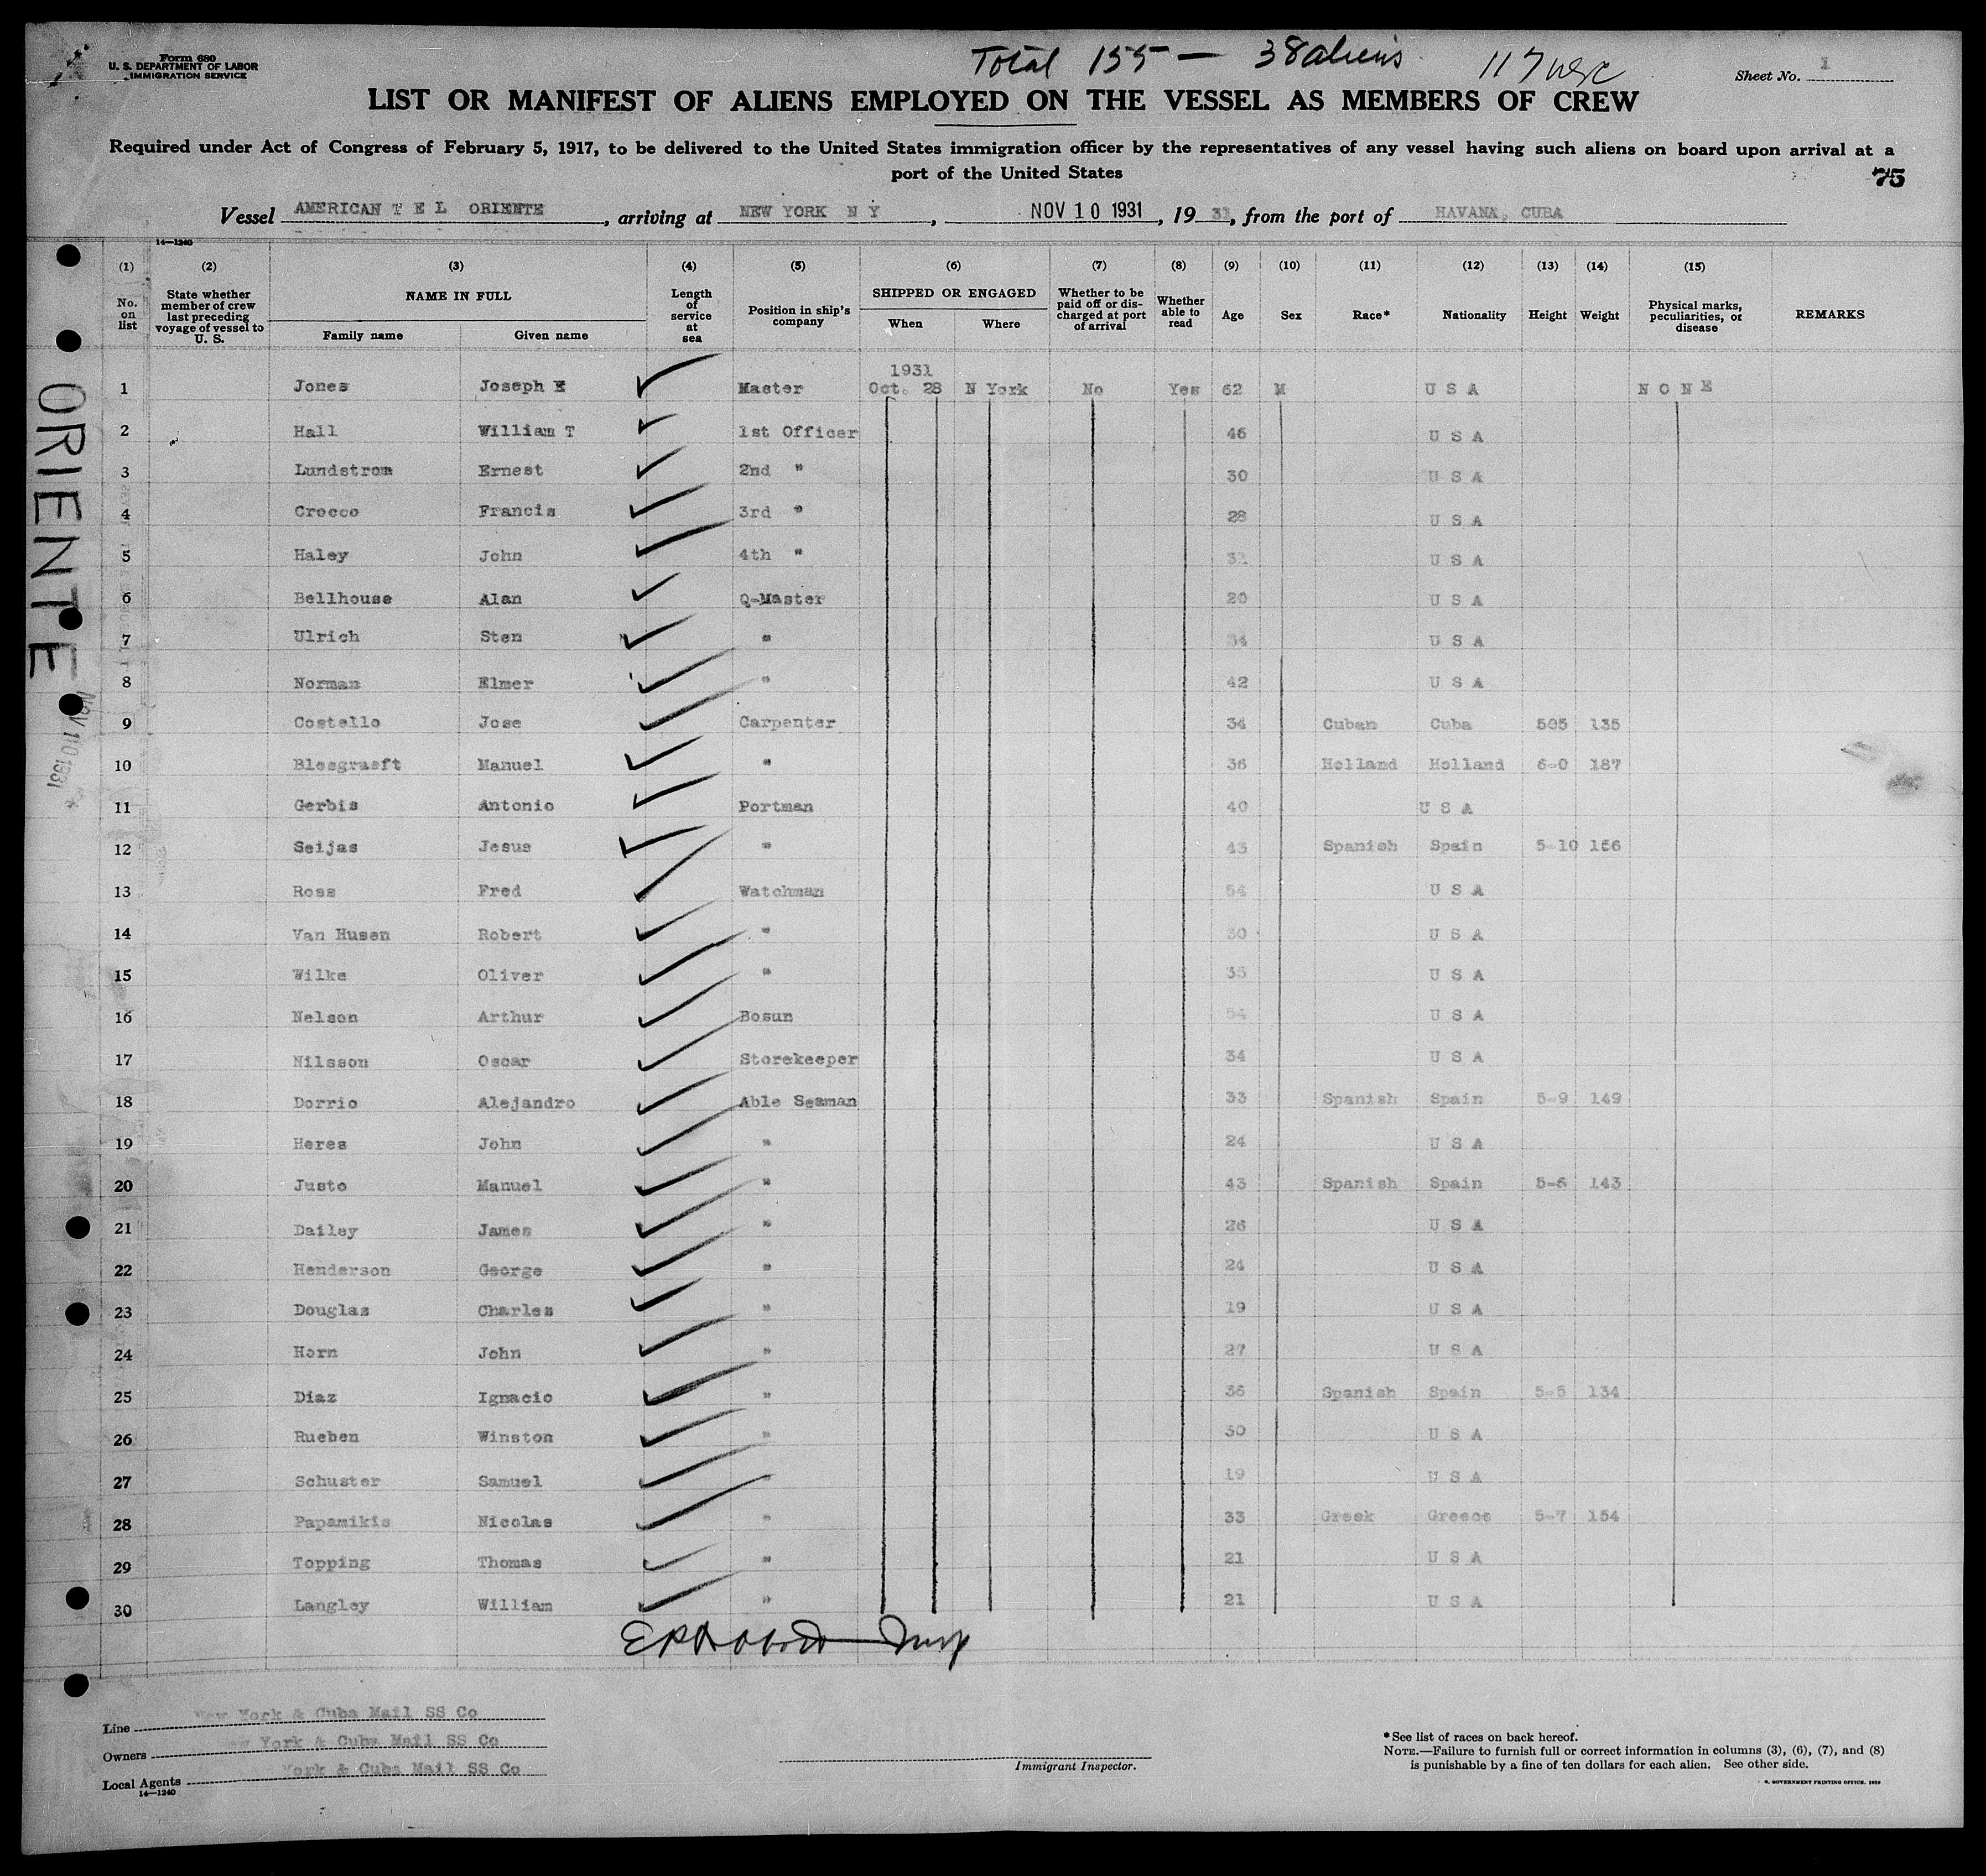 Form 680
U. S. DEPARTMENT OF LABOR
IMMIGRATION SERVICE
Total 155 — 38 aliens 117 usc
Sheet No. 1
LIST OR MANIFEST OF ALIENS EMPLOYED ON THE VESSEL AS MEMBERS OF CREW
Required under Act of Congress of February 5, 1917, to be delivered to the United States immigration officer by the representatives of any vessel having such aliens on board upon arrival at a
port of the United States
75
Vessel AMERICAN T E L ORIENTE, arriving at NEW YORK N Y, NOV 10 1931, 1931, from the port of HAVANA, CUBA
14—1240
(1) (2) (3) (4) (5) (6) (7) (8) (9) (10) (11) (12) (13) (14) (15)
No. on list
State whether member of crew last preceding voyage of vessel to U. S.
NAME IN FULL
Family name Given name
Length of service at sea
Position in ship's company
SHIPPED OR ENGAGED
When Where
Whether to be paid off or discharged at port of arrival
Whether able to read
Age Sex Race* Nationality Height Weight
Physical marks, peculiarities, or disease
REMARKS
1931
1 Jones Joseph E Master Oct. 28 N York No Yes 62 M U S A N O N E
2 Hall William T 1st Officer 46 U S A
3 Lundstrom Ernest 2nd " 30 U S A
4 Crocco Francis 3rd " 28 U S A
5 Haley John 4th " U S A
6 Bellhouse Alan Q-Master 20 U S A
7 Ulrich Sten " 34 U S A
8 Norman Elmer " 42 U S A
9 Costello Jose Carpenter 34 Cuban Cuba 505 135
10 Blesgraeft Manuel " 36 Holland Holland 6-0 187
11 Gerbis Antonio Portman 40 U S A
12 Seijas Jesus " 43 Spanish Spain 5-10 156
13 Ross Fred Watchman 54 U S A
14 Van Husen Robert " 30 U S A
15 Wilke Oliver " 35 U S A
16 Nelson Arthur Bosun 54 U S A
17 Nilsson Oscar Storekeeper 34 U S A
18 Dorrio Alejandro Able Seaman 33 Spanish Spain 5-9 149
19 Heres John " 24 U S A
20 Justo Manuel " 43 Spanish Spain 5-6 143
21 Dailey James " 26 U S A
22 Henderson George " 24 U S A
23 Douglas Charles " 19 U S A
24 Horn John " 27 U S A
25 Diaz Ignacio " 36 Spanish Spain 5-5 134
26 Rueben Winston " 30 U S A
27 Schuster Samuel " 19 U S A
28 Papamikis Nicolas " 33 Greek Greece 5-7 154
29 Topping Thomas " 21 U S A
30 Langley William " 21 U S A
ORIENTE
NOV 10 1931
Line New York & Cuba Mail SS Co
Owners York & Cuba Mail SS Co
Local Agents York & Cuba Mail SS Co
14—1240
Immigrant Inspector.
*See list of races on back hereof.
NOTE.—Failure to furnish full or correct information in columns (3), (6), (7), and (8)
is punishable by a fine of ten dollars for each alien. See other side.
GOVERNMENT PRINTING OFFICE. 1929